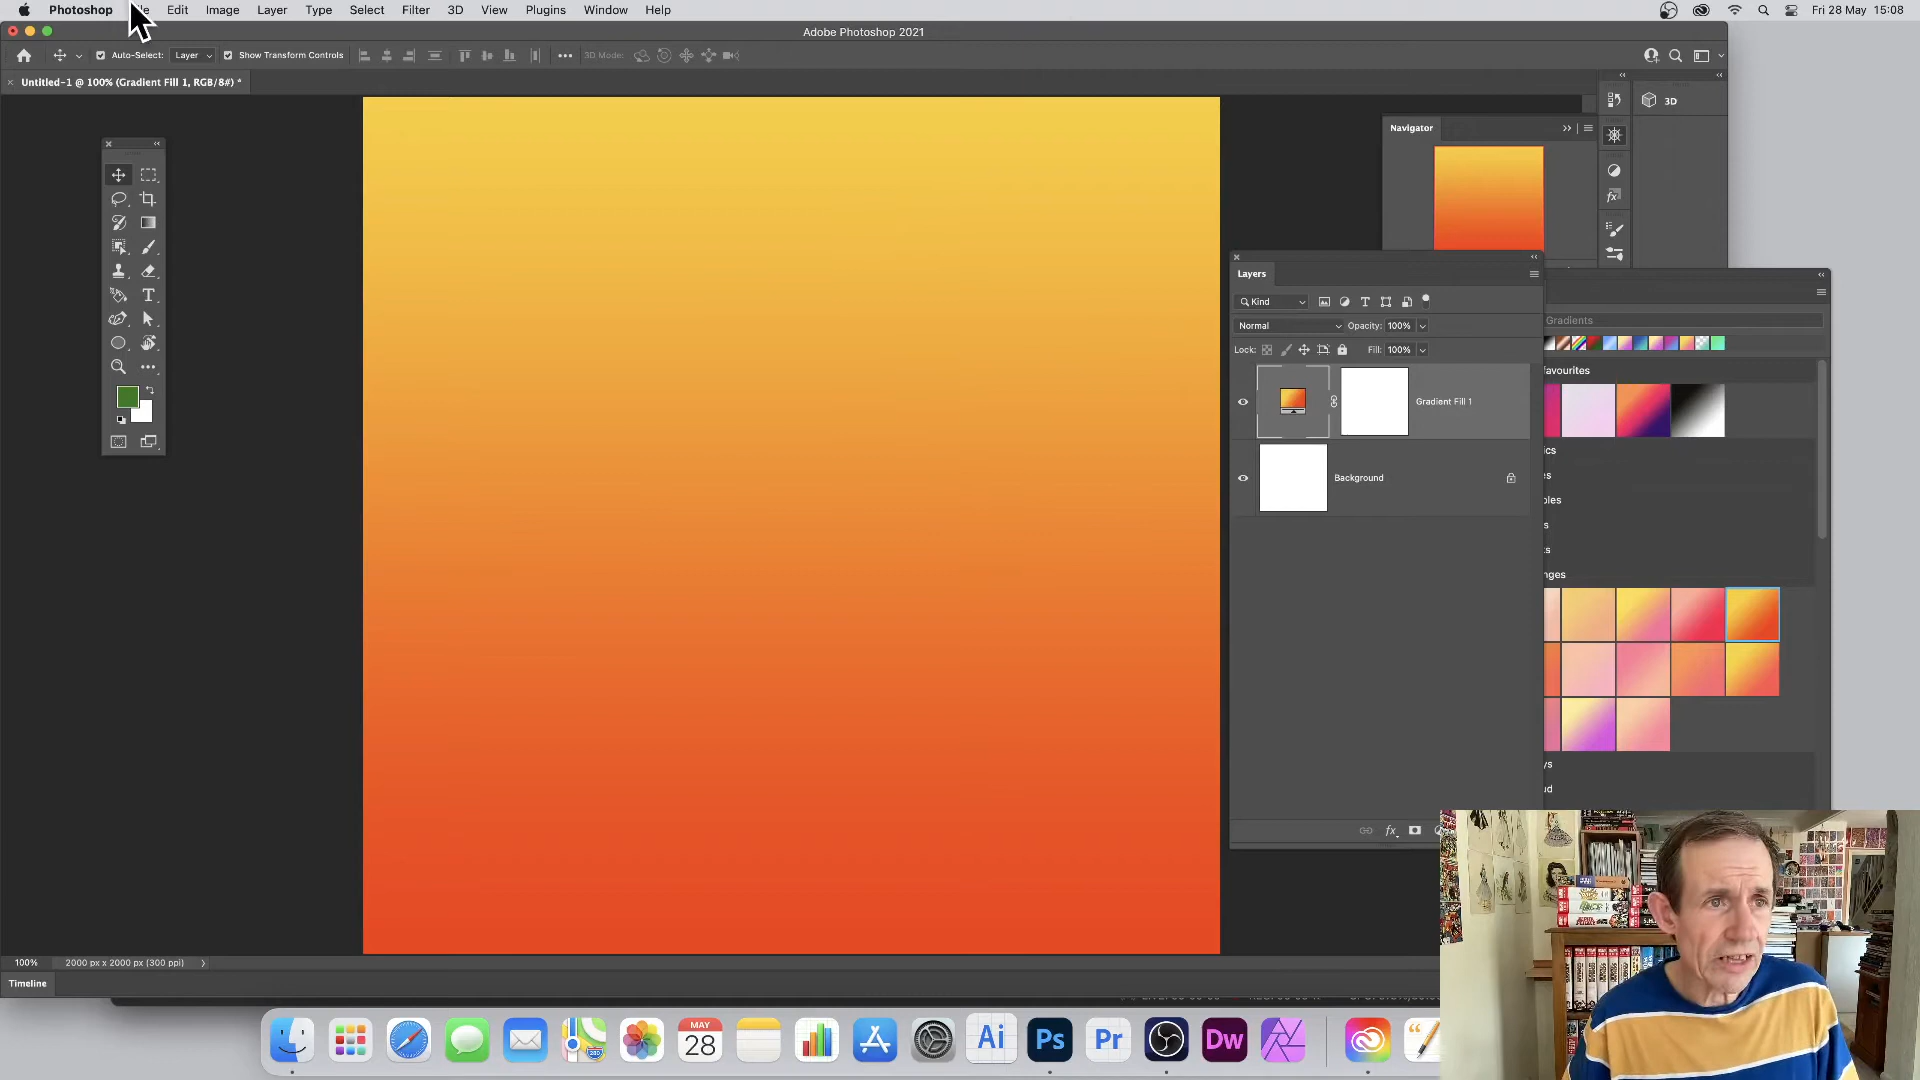 Photoshop Edit Image Layer Type Select Filter 3D View Plugins Window Help Fri 28 May 15:08
Adobe Photoshop 2021
Auto-Select: Layer Show Transform Controls 3D Mode:
Untitled-1 @ 100% (Gradient Fill 1, RGB/8#) *
3D
Navigator
Layers
Kind
Gradients
Normal Opacity: 100%
Lock: Fill: 100%
favourites
Gradient Fill 1
Background
100% 2000 px x 2000 px (300 ppi)
Timeline
MAY
28
Ai Ps Pr Dw